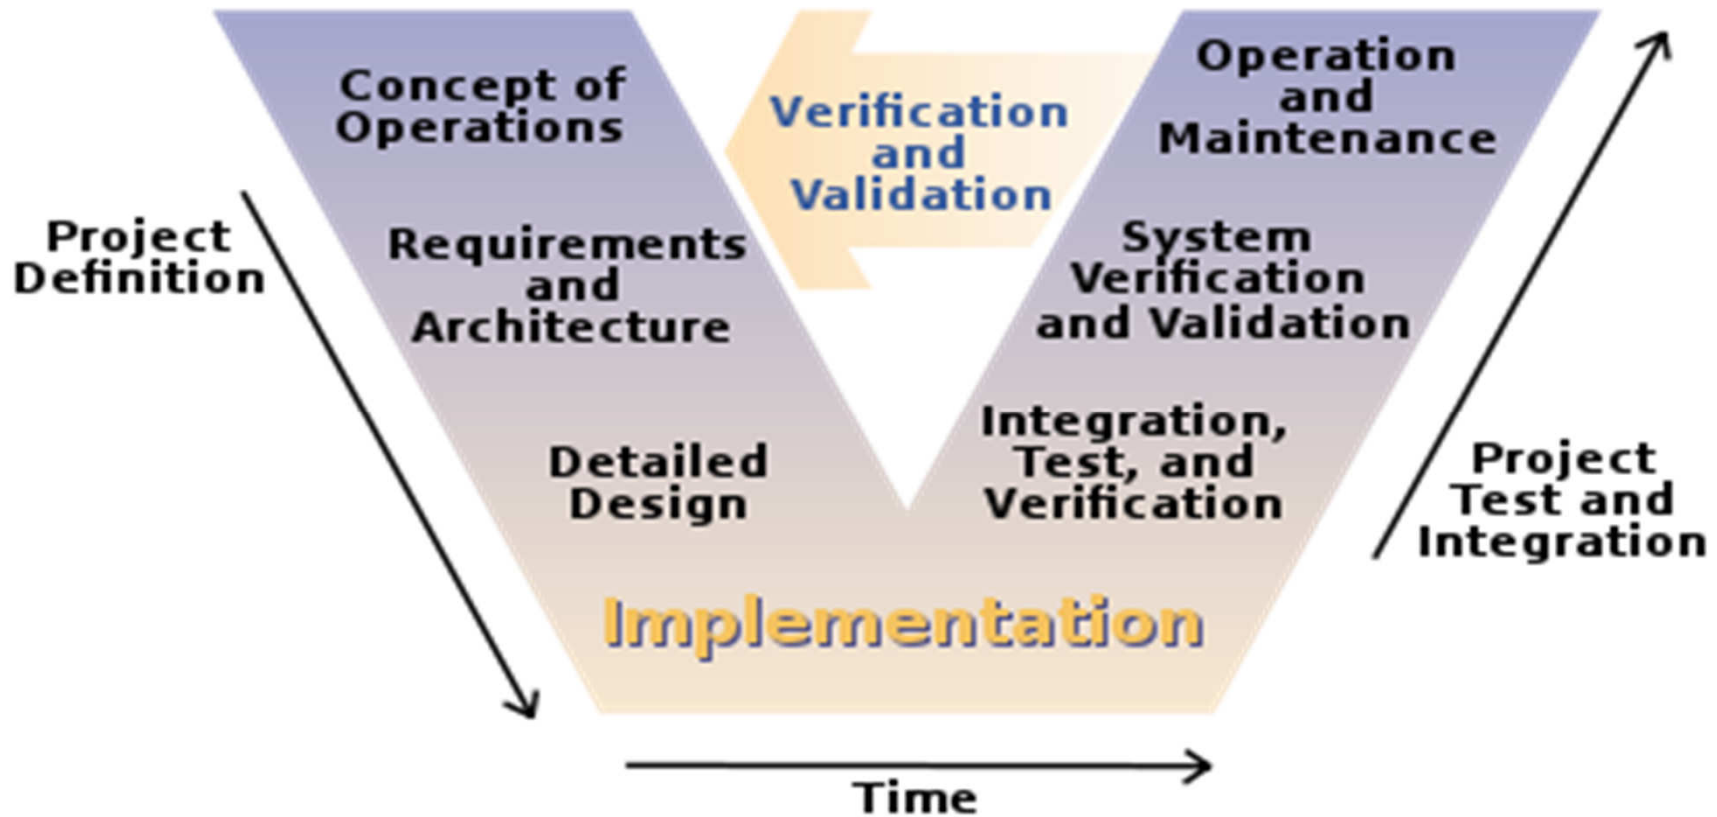 Concept of
Operations
Verification
and
Validation
Operation
and
Maintenance
Project
Definition
Requirements
and
Architecture
System
Verification
and Validation
Detailed
Design
Integration,
Test, and
Verification
Project
Test and
Integration
Implementation
Time